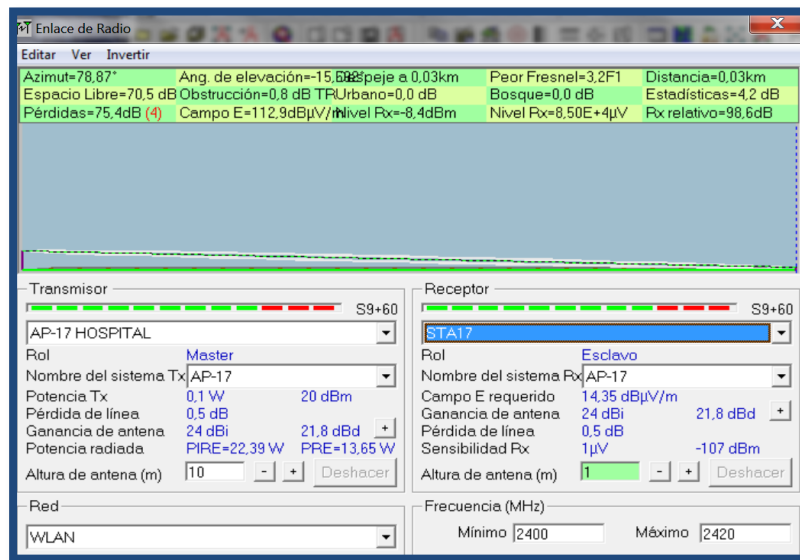 Enlace de Radio
Editar Ver Invertir
Azimut=78,87° Ang. de elevación=-15, Despeje a 0,03km Peor Fresnel=3,2F1 Distancia=0,03km
Espacio Libre=70,5 dB Obstrucción=0,8 dB TR Urbano=0,0 dB Bosque=0,0 dB Estadísticas=4,2 dB
Pérdidas=75,4dB (4) Campo E=112,9dBµV/m Nivel Rx=-8,4dBm Nivel Rx=8,50E+4µV Rx relativo=98,6dB
Transmisor Receptor
S9+60 S9+60
AP-17 HOSPITAL STA17
Rol Master Rol Esclavo
Nombre del sistema Tx AP-17 Nombre del sistema Rx AP-17
Potencia Tx 0,1 W 20 dBm Campo E requerido 14,35 dBµV/m
Pérdida de línea 0,5 dB Ganancia de antena 24 dBi 21,8 dBd +
Ganancia de antena 24 dBi 21,8 dBd + Pérdida de línea 0,5 dB
Potencia radiada PIRE=22,39 W PRE=13,65 W Sensibilidad Rx 1µV -107 dBm
Altura de antena (m) 10 - + Deshacer Altura de antena (m) 1 - + Deshacer
Red Frecuencia (MHz)
WLAN Mínimo 2400 Máximo 2420